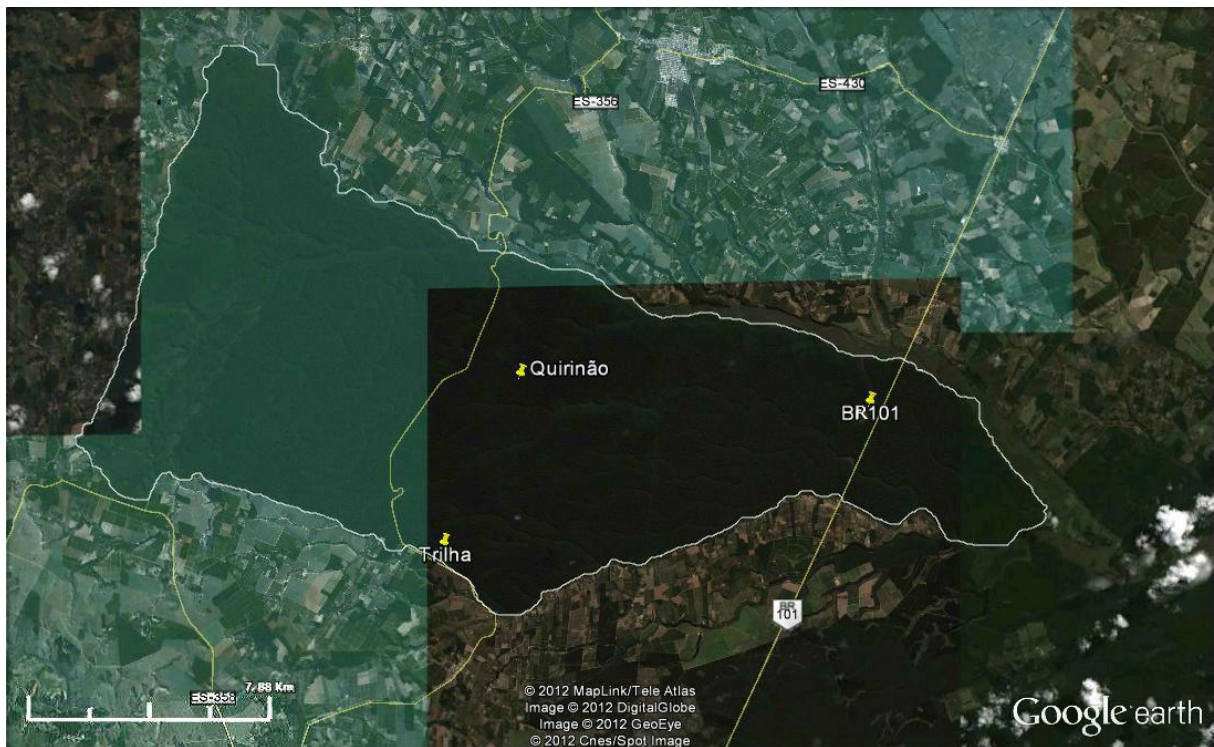 ES-356
ES-430
Quirinão
BR101
Trilha
BR
101
7,88 Km
ES-358
© 2012 MapLink/Tele Atlas
Image © 2012 DigitalGlobe
Image © 2012 GeoEye
© 2012 Cnes/Spot Image
Google earth